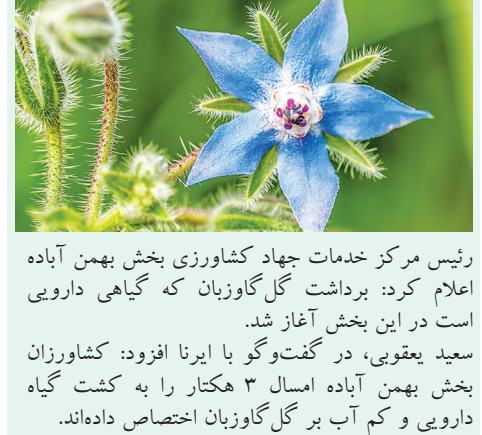 رئیس مرکز خدمات جهاد کشاورزی بخش بهمن آباده
اعلام کرد: برداشت گل‌گاوزبان که گیاهی دارویی
است در این بخش آغاز شد.
سعید یعقوبی، در گفت‌وگو با ایرنا افزود: کشاورزان
بخش بهمن آباده امسال ۳ هکتار را به کشت گیاه
دارویی و کم آب بر گل‌گاوزبان اختصاص داده‌اند.